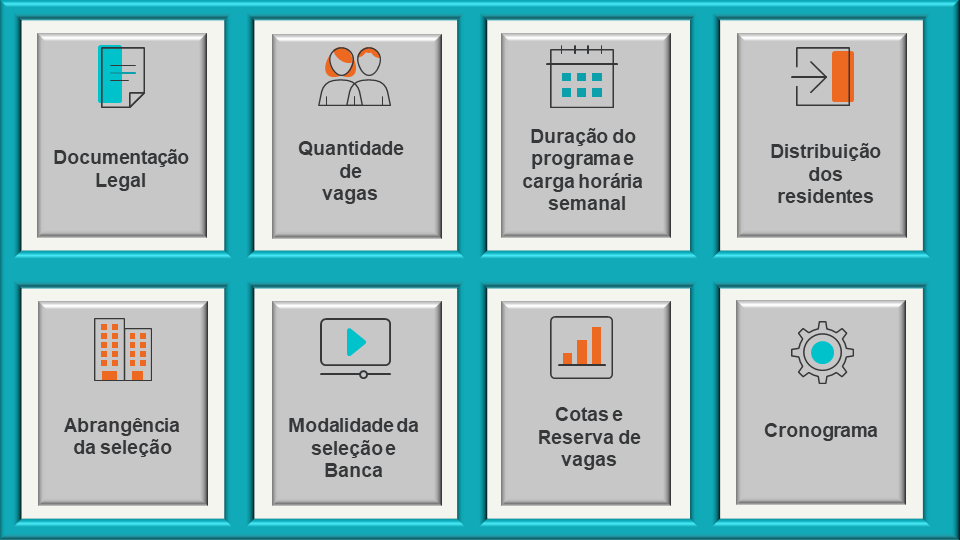 Documentação
Legal
Quantidade
de
vagas
Duração do
programa e
carga horária
semanal
Distribuição
dos
residentes
Abrangência
da seleção
Modalidade da
seleção e
Banca
Cotas e
Reserva de
vagas
Cronograma